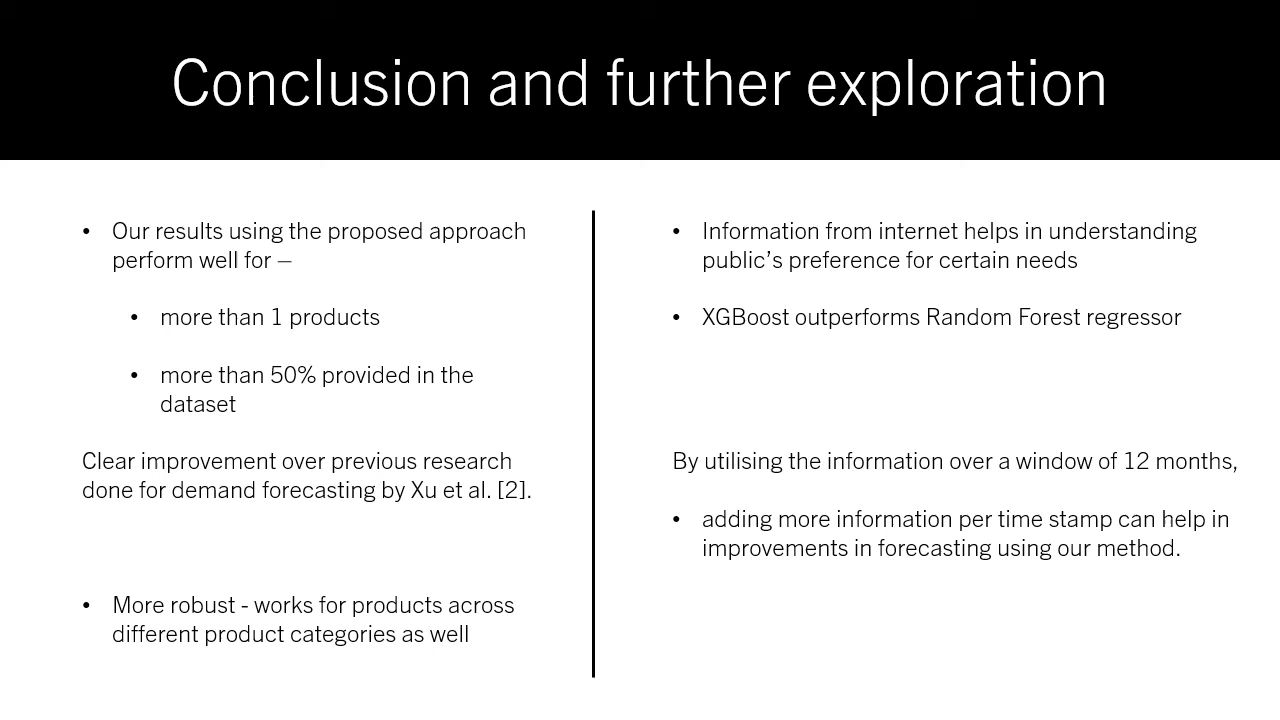 Conclusion and further exploration
• Our results using the proposed approach
perform well for –
• more than 1 products
• more than 50% provided in the
dataset
Clear improvement over previous research
done for demand forecasting by Xu et al. [2].
• More robust - works for products across
different product categories as well
• Information from internet helps in understanding
public’s preference for certain needs
• XGBoost outperforms Random Forest regressor
By utilising the information over a window of 12 months,
• adding more information per time stamp can help in
improvements in forecasting using our method.